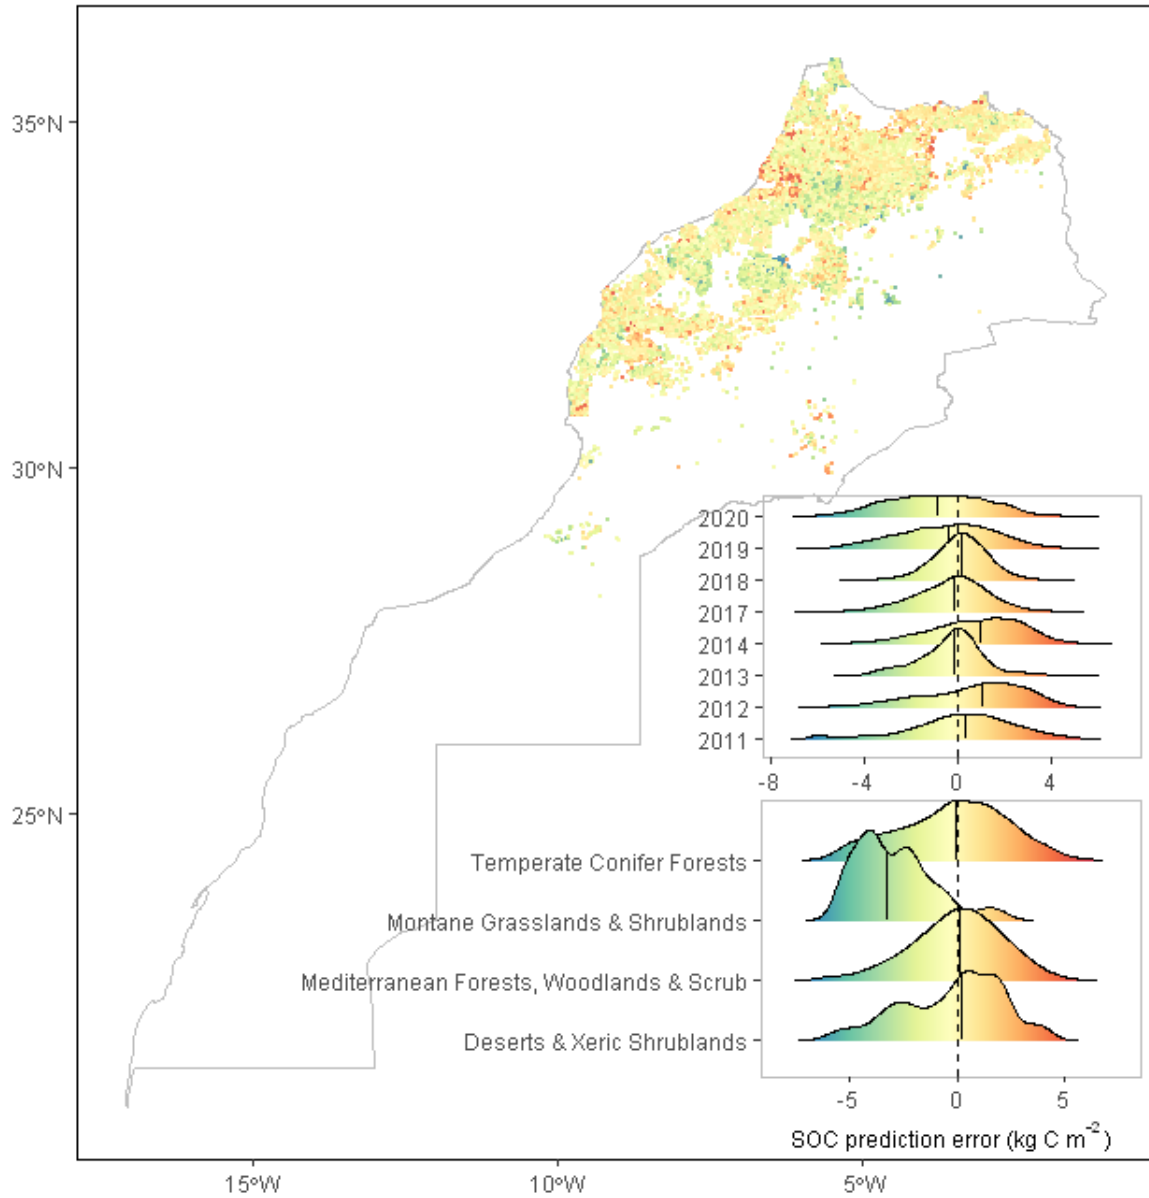 35°N
30°N
25°N
2020
2019
2018
2017
2014
2013
2012
2011
-8 -4 0 4
Temperate Conifer Forests
Montane Grasslands & Shrublands
Mediterranean Forests, Woodlands & Scrub
Deserts & Xeric Shrublands
-5 0 5
SOC prediction error (kg C m⁻²)
15°W 10°W 5°W